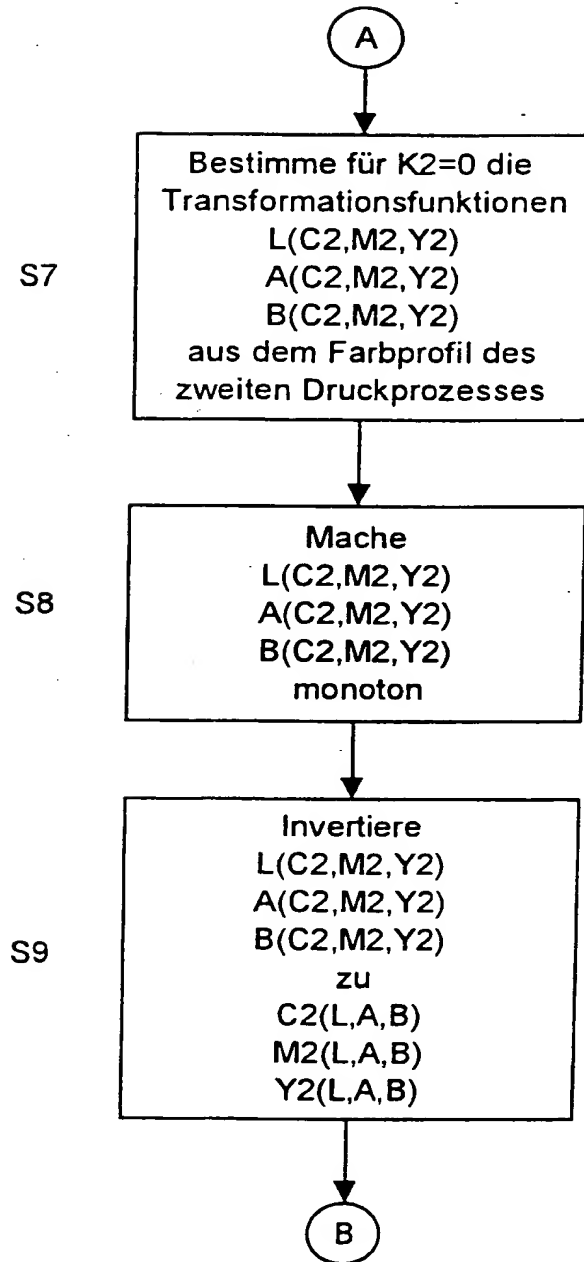 A
S7
Bestimme für K2=0 die
Transformationsfunktionen
L(C2,M2,Y2)
A(C2,M2,Y2)
B(C2,M2,Y2)
aus dem Farbprofil des
zweiten Druckprozesses
S8
Mache
L(C2,M2,Y2)
A(C2,M2,Y2)
B(C2,M2,Y2)
monoton
S9
Invertiere
L(C2,M2,Y2)
A(C2,M2,Y2)
B(C2,M2,Y2)
zu
C2(L,A,B)
M2(L,A,B)
Y2(L,A,B)
B